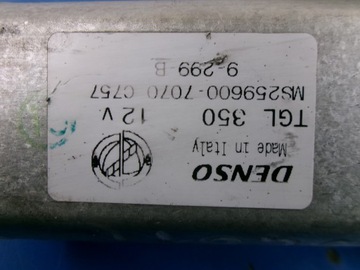 DENSO
Made in Italy
TGL 350 12 V
MS259600-7070 C757
9-299-B